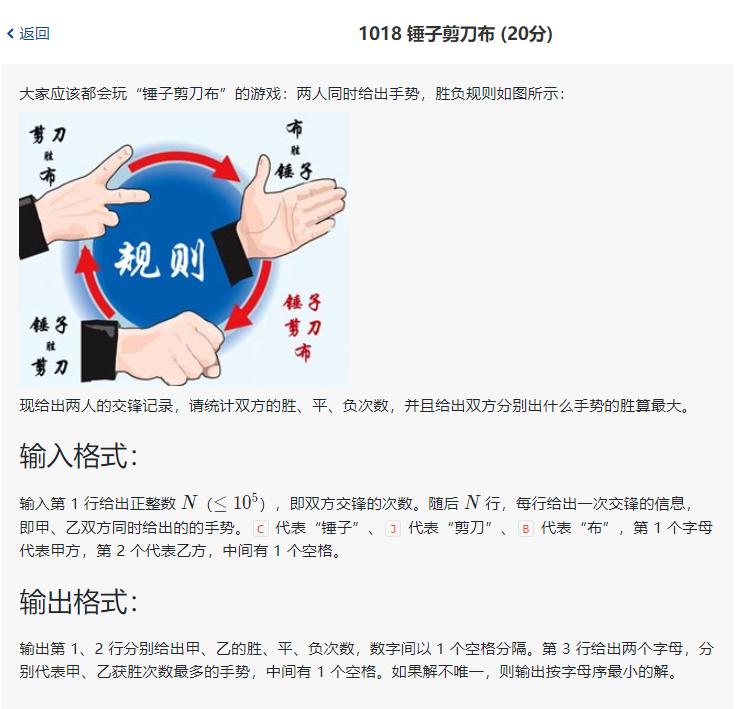 返回
1018 锤子剪刀布 (20分)
大家应该都会玩“锤子剪刀布”的游戏：两人同时给出手势，胜负规则如图所示：
剪刀
胜
布
布
胜
锤子
规则
锤子
胜
剪刀
锤子
剪刀
布
现给出两人的交锋记录，请统计双方的胜、平、负次数，并且给出双方分别出什么手势的胜算最大。
输入格式：
输入第 1 行给出正整数 N（≤ 10⁵），即双方交锋的次数。随后 N 行，每行给出一次交锋的信息，
即甲、乙双方同时给出的的手势。C 代表“锤子”、J 代表“剪刀”、B 代表“布”，第 1 个字母
代表甲方，第 2 个代表乙方，中间有 1 个空格。
输出格式：
输出第 1、2 行分别给出甲、乙的胜、平、负次数，数字间以 1 个空格分隔。第 3 行给出两个字母，分
别代表甲、乙获胜次数最多的手势，中间有 1 个空格。如果解不唯一，则输出按字母序最小的解。